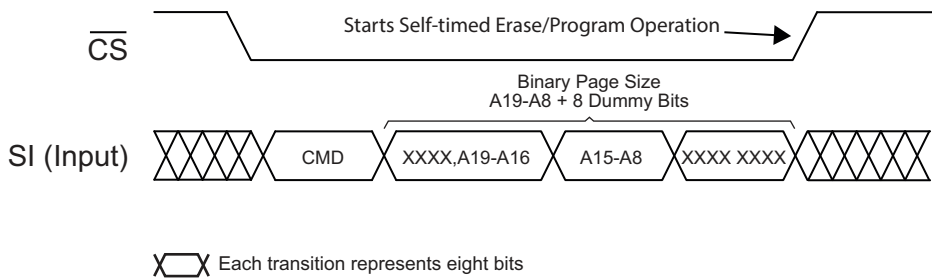 Starts Self-timed Erase/Program Operation
CS
Binary Page Size
A19-A8 + 8 Dummy Bits
SI (Input)
CMD
XXXX,A19-A16
A15-A8
XXXX XXXX
Each transition represents eight bits